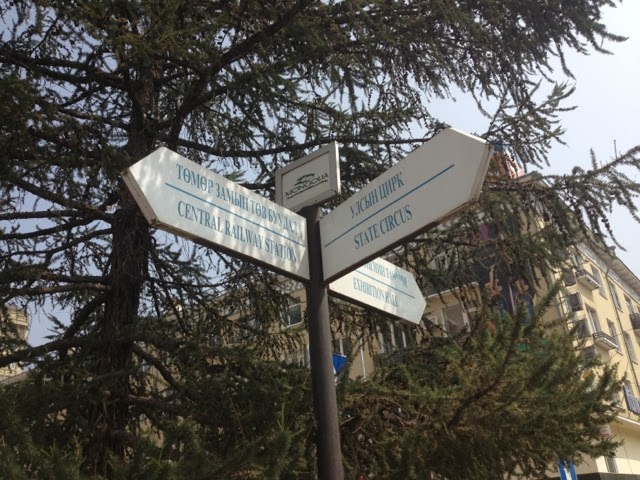 ТӨМӨР ЗАМЫН ТӨВ БУУДАЛ
CENTRAL RAILWAY STATION
MONGOLIA
УЛСЫН ЦИРК
STATE CIRCUS
EXHIBITION HALL